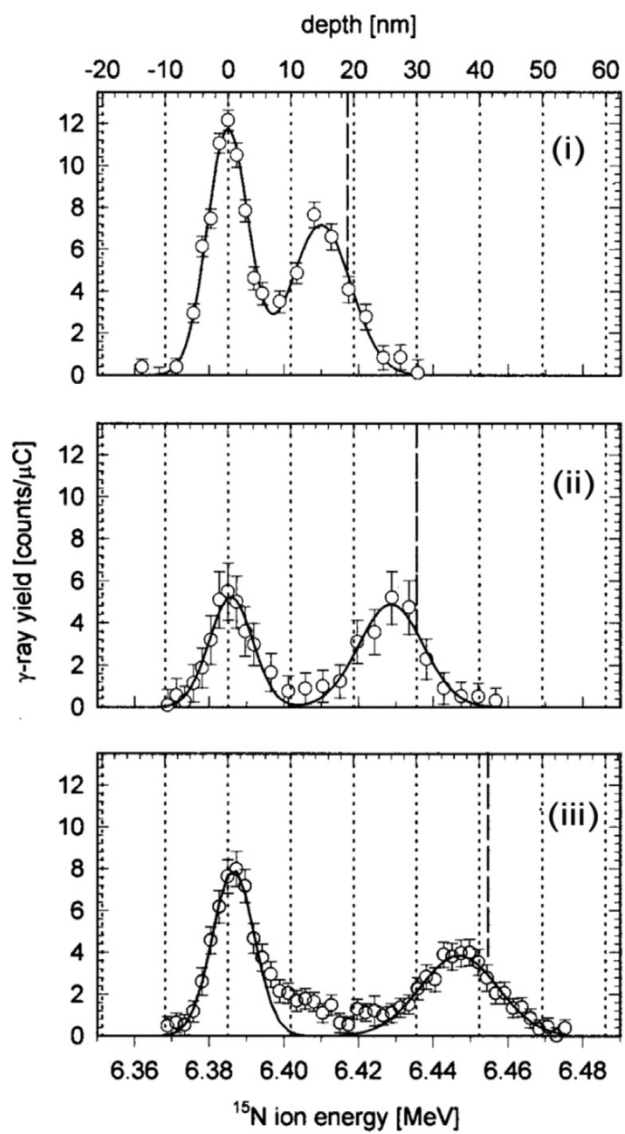 depth [nm]
-20 -10 0 10 20 30 40 50 60
12
10
8
6
4
2
0
(i)
12
10
8
6
4
2
0
(ii)
γ-ray yield [counts/μC]
12
10
8
6
4
2
0
(iii)
6.36 6.38 6.40 6.42 6.44 6.46 6.48
¹⁵N ion energy [MeV]